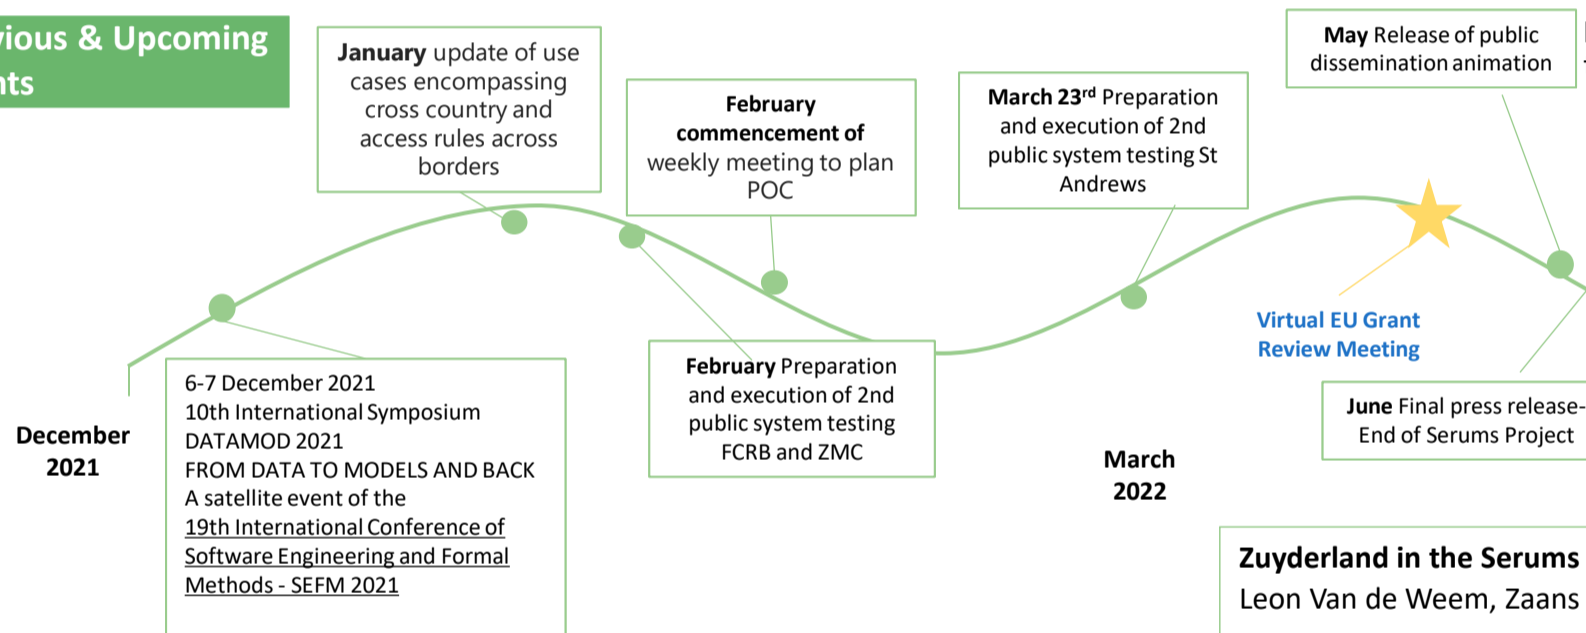 vious & Upcoming
nts
January update of use
cases encompassing
cross country and
access rules across
borders
February
commencement of
weekly meeting to plan
POC
March 23rd Preparation
and execution of 2nd
public system testing St
Andrews
May Release of public
dissemination animation
Virtual EU Grant
Review Meeting
December
2021
6-7 December 2021
10th International Symposium
DATAMOD 2021
FROM DATA TO MODELS AND BACK
A satellite event of the
19th International Conference of
Software Engineering and Formal
Methods - SEFM 2021
February Preparation
and execution of 2nd
public system testing
FCRB and ZMC
March
2022
June Final press release-
End of Serums Project
Zuyderland in the Serums
Leon Van de Weem, Zaans